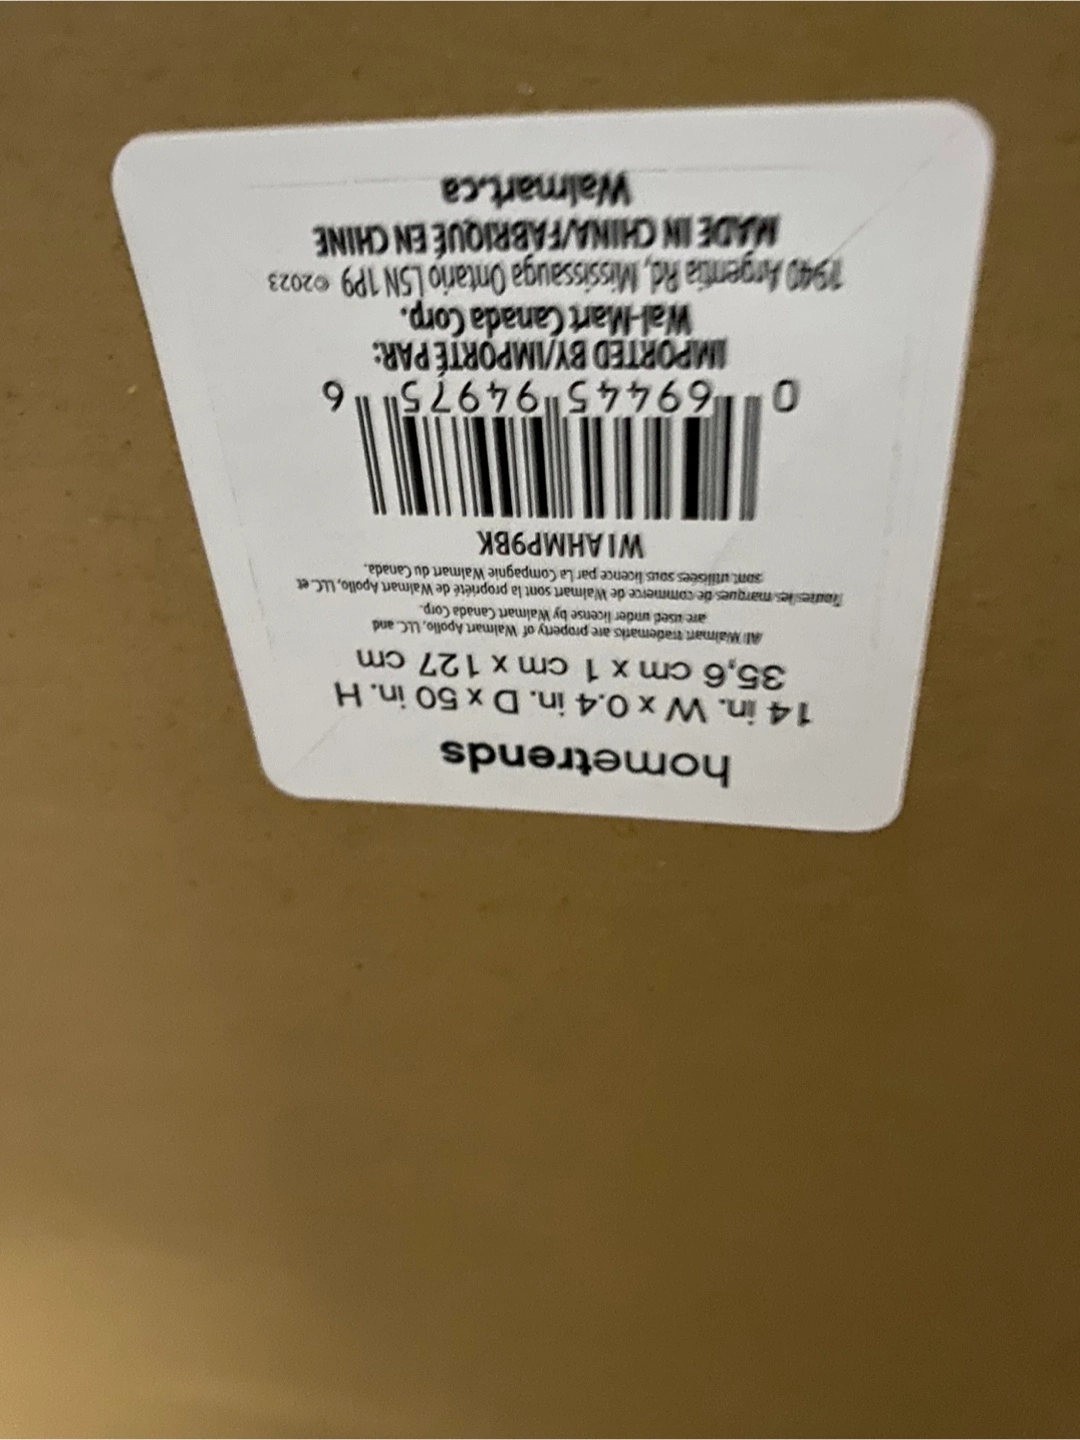 hometrends
14 in. W x 0.4 in. D x 50 in. H
35,6 cm x 1 cm x 127 cm
All Walmart trademarks are property of Walmart Apollo, LLC. and
are used under license by Walmart Canada Corp.
Toutes les marques de commerce de Walmart sont la propriété de Walmart Apollo, LLC. et
sont utilisées sous licence par La Compagnie Walmart du Canada.
W1AHMP9BK
0 69445 94975 6
IMPORTED BY/IMPORTÉ PAR:
Wal-Mart Canada Corp.
1940 Argentia Rd, Mississauga Ontario L5N 1P9 ©2023
MADE IN CHINA/FABRIQUÉ EN CHINE
Walmart.ca